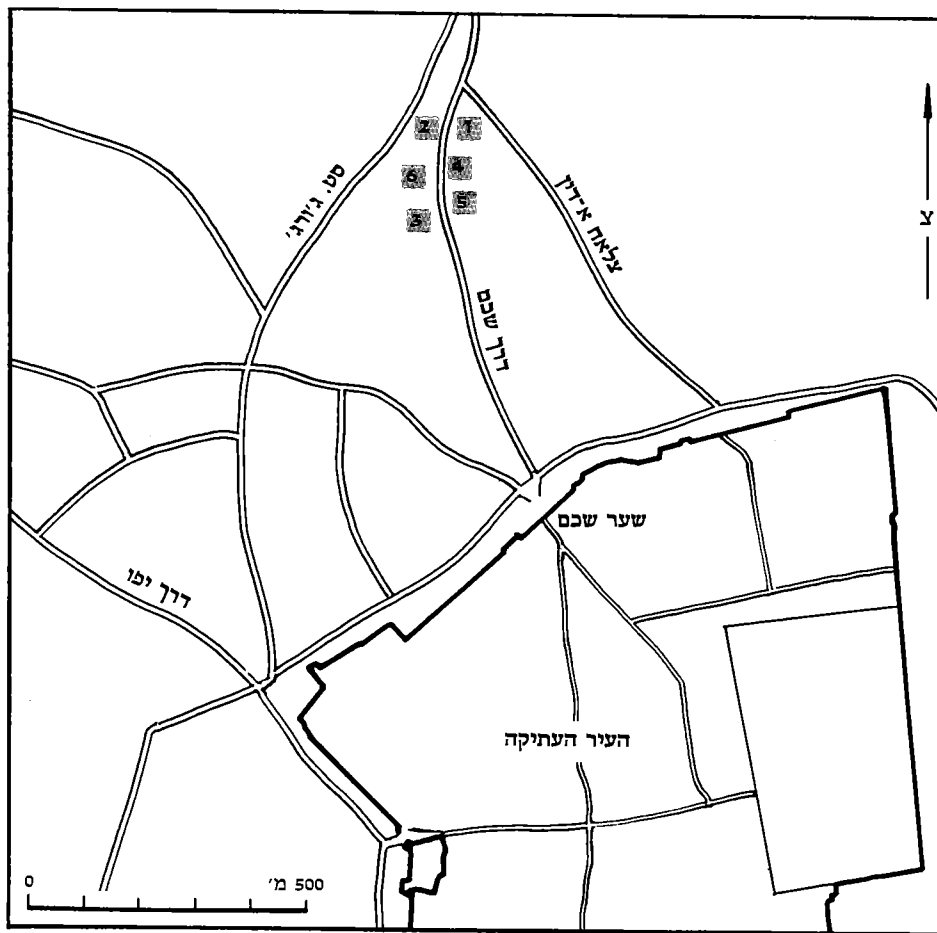 2
1
4
6
5
3
סט. ג'ורג'
צלאח א-דין
צ
דרך שכם
שער שכם
דרך יפו
העיר העתיקה
0
500 מ'